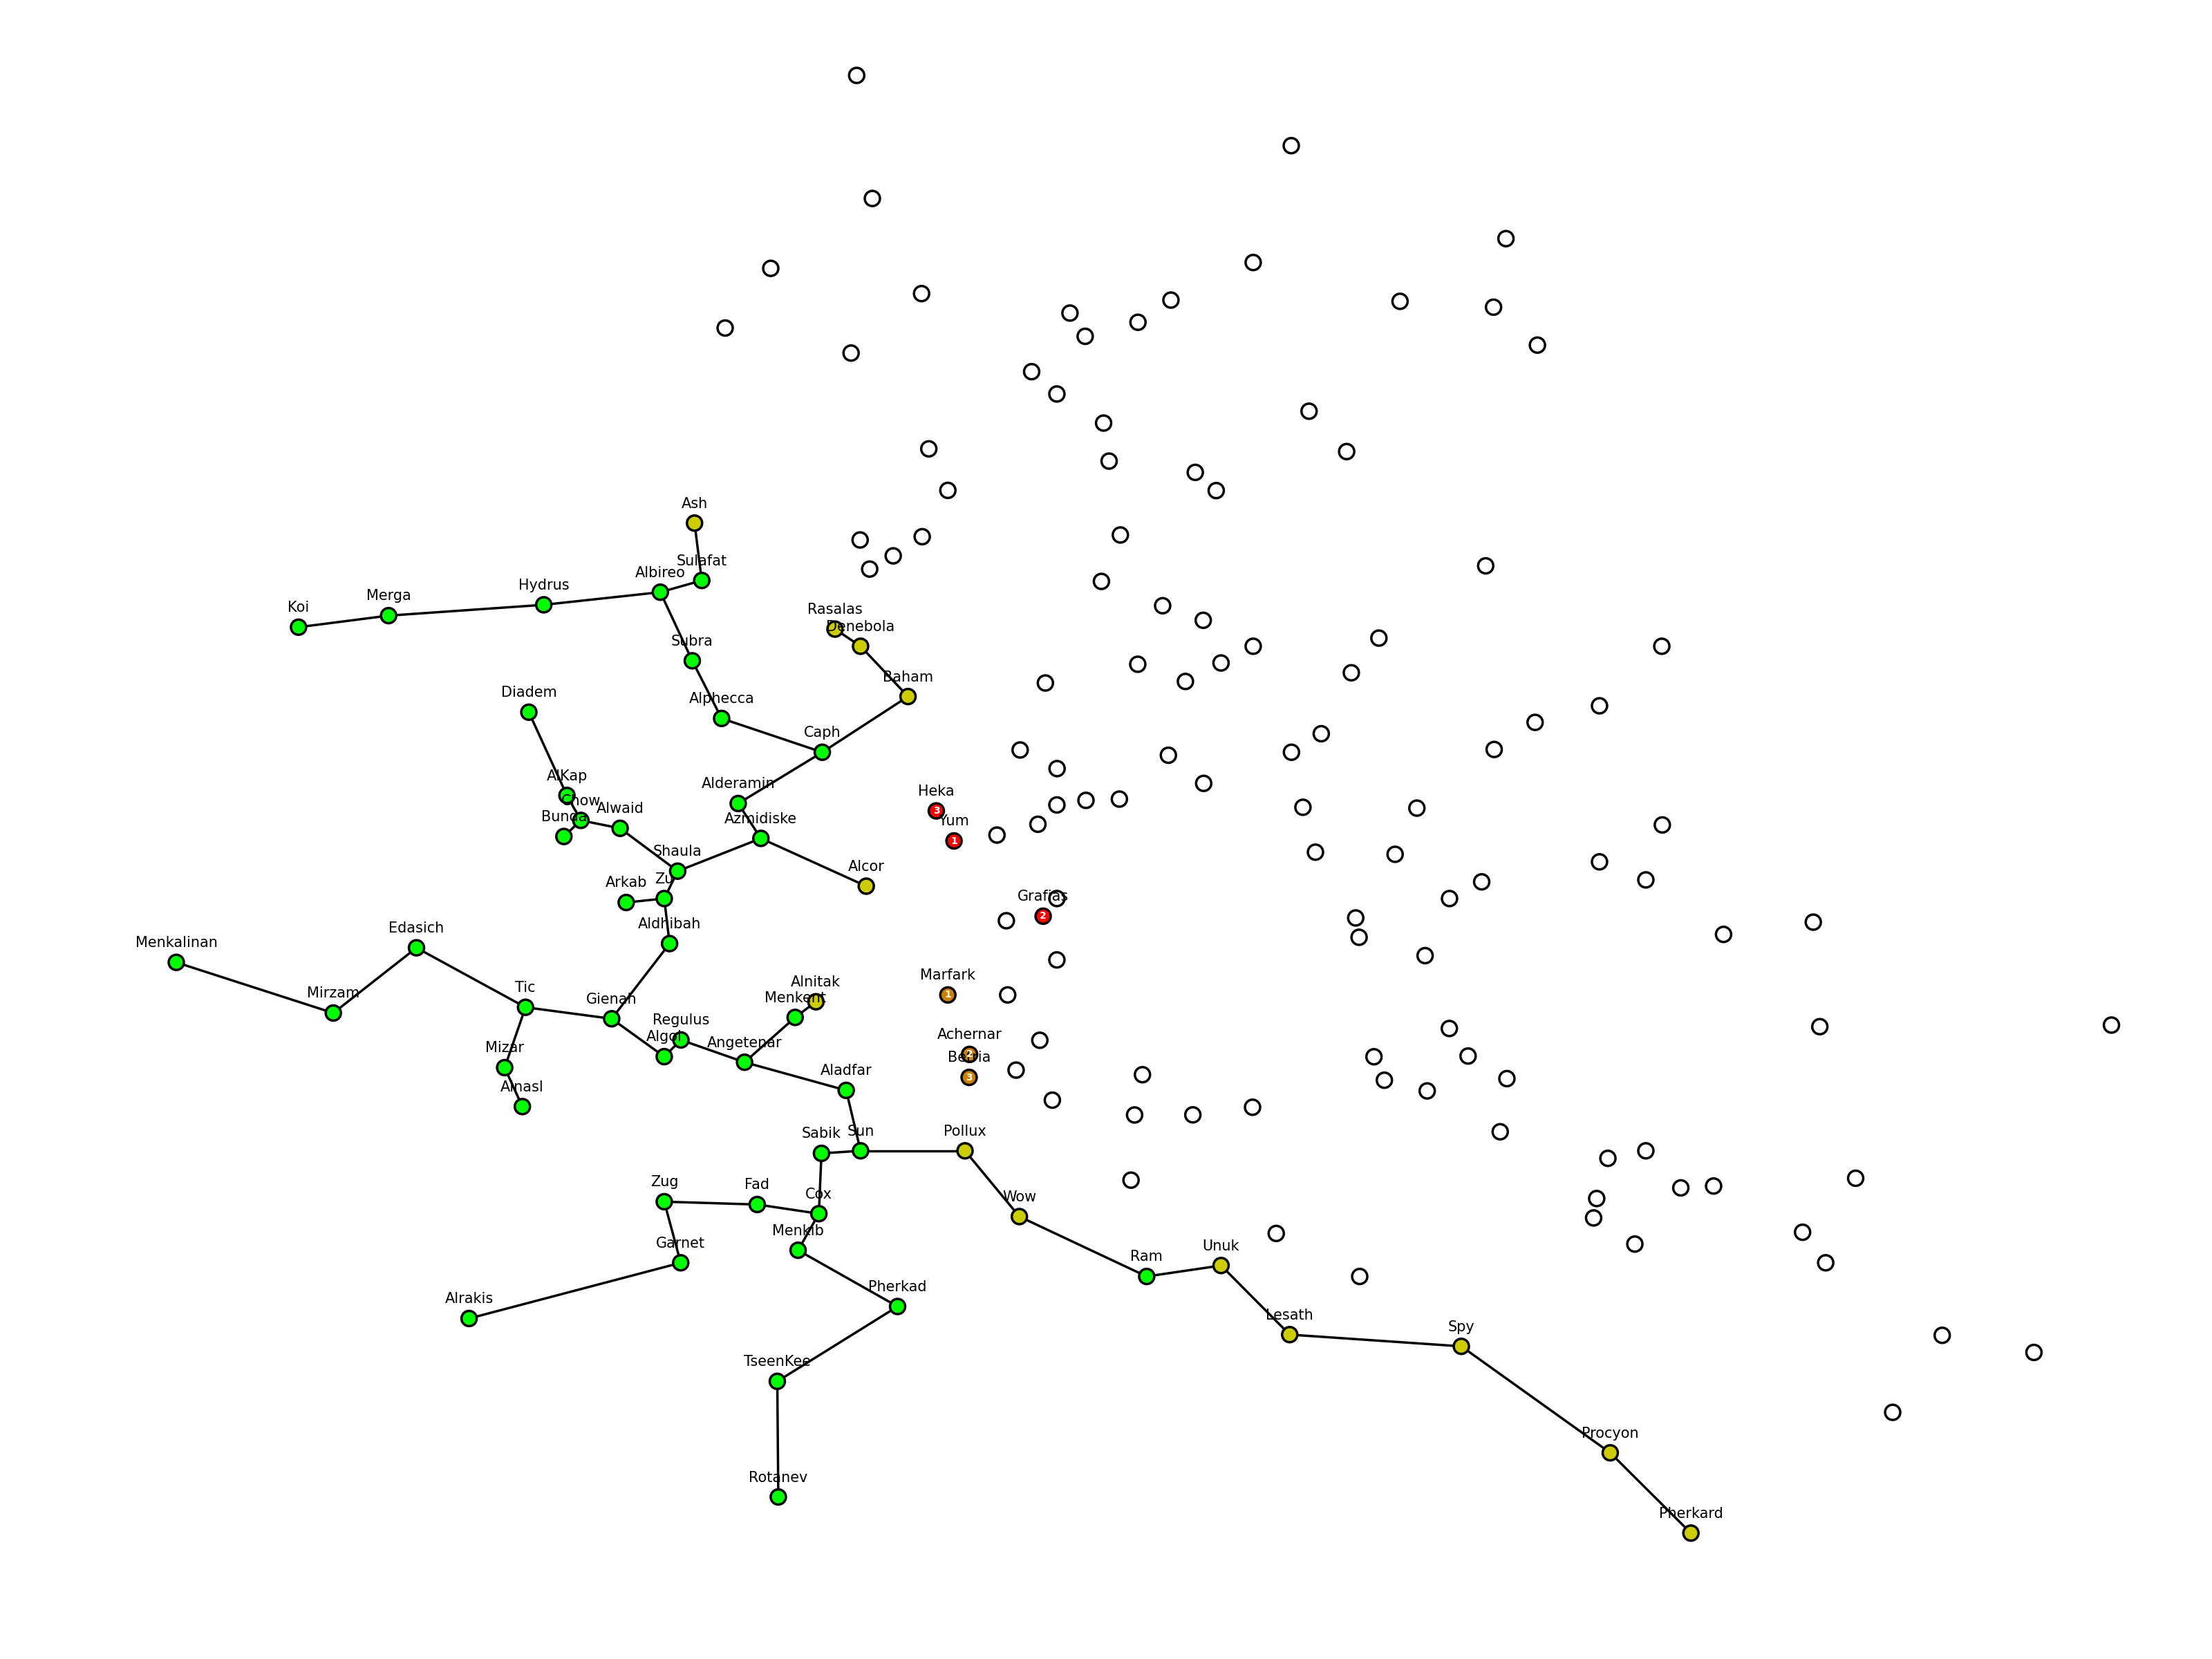 Ash
Sulafat
Albireo
Hydrus
Merga
Koi
Rasalas
Denebola
Subra
Baham
Diadem
Alphecca
Caph
AlKap
Alderamin
Heka
3
Chow
Alwaid
Bunda
Azmidiske
Yum
1
Shaula
Alcor
Arkab
Zu
Grafias
2
Aldhibah
Edasich
Menkalinan
Marfark
1
Alnitak
Tic
Mirzam
Gienah
Menkent
Regulus
Algol
Angetenar
Achernar
2
Mizar
3
Aladfar
Alnasl
Sabik
Sun
Pollux
Zug
Fad
Cox
Wow
Menkib
Garnet
Unuk
Ram
Pherkad
Alrakis
Lesath
Spy
TseenKee
Procyon
Rotanev
Pherkard